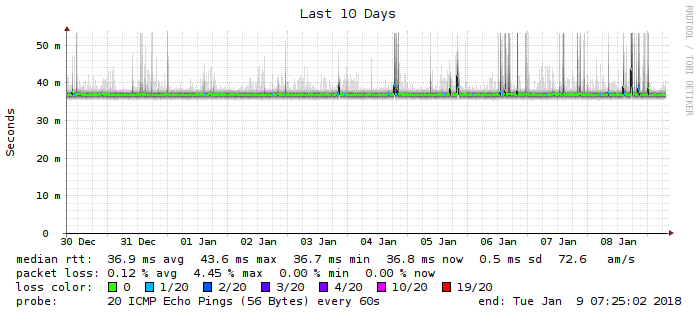 Last 10 Days
RRDTOOL / TOBI OETIKER
Seconds
50 m
40 m
30 m
20 m
10 m
0
30 Dec 31 Dec 01 Jan 02 Jan 03 Jan 04 Jan 05 Jan 06 Jan 07 Jan 08 Jan
median rtt: 36.9 ms avg 43.6 ms max 36.7 ms min 36.8 ms now 0.5 ms sd 72.6 am/s
packet loss: 0.12 % avg 4.45 % max 0.00 % min 0.00 % now
loss color: 0 1/20 2/20 3/20 4/20 10/20 19/20
probe: 20 ICMP Echo Pings (56 Bytes) every 60s end: Tue Jan 9 07:25:02 2018